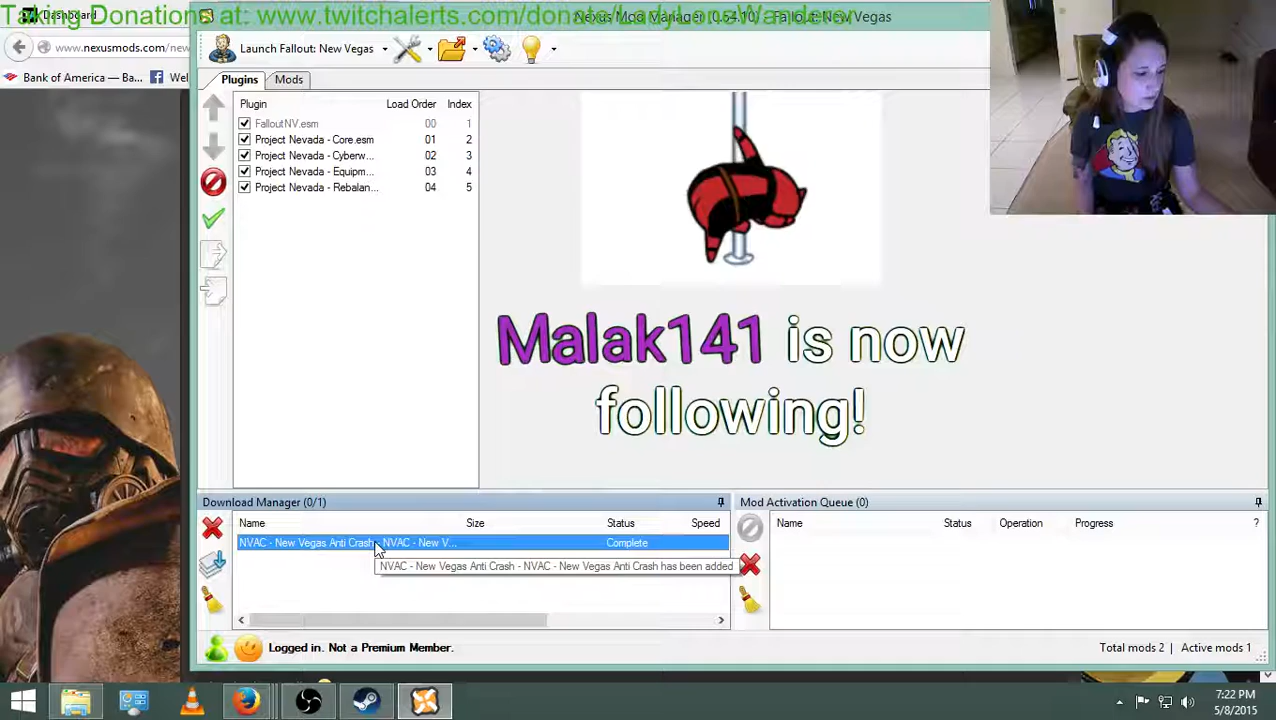 Taking Donations at: www.twitchalerts.com/donate/
Dashboard
Nexus Mod Manager (0.54.10) - Fallout: New Vegas
www.nexusmods.com/new
Launch Fallout: New Vegas
Bank of America — Ba...
Wel
Plugins
Mods
Plugin
Load Order
Index
FalloutNV.esm
00
1
Project Nevada - Core.esm
01
2
Project Nevada - Cyberw...
02
3
Project Nevada - Equipm...
03
4
Project Nevada - Rebalan...
04
5
Malak141 is now
following!
Download Manager (0/1)
Mod Activation Queue (0)
Name
Size
Status
Speed
Name
Status
Operation
Progress
?
NVAC - New Vegas Anti Crash - NVAC - New V...
Complete
NVAC - New Vegas Anti Crash - NVAC - New Vegas Anti Crash has been added
Logged in. Not a Premium Member.
Total mods 2
Active mods 1
7:22 PM
5/8/2015